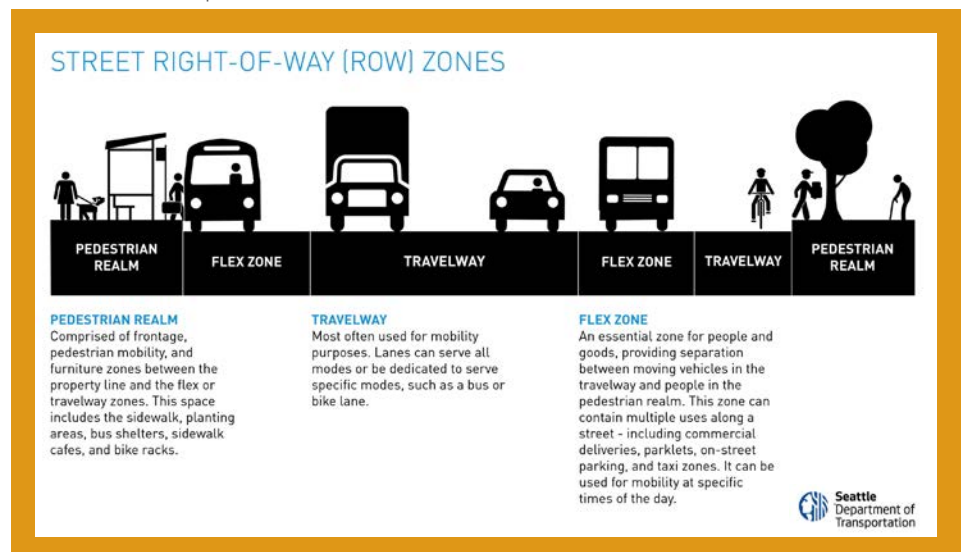 STREET RIGHT-OF-WAY (ROW) ZONES
PEDESTRIAN
REALM
FLEX ZONE
TRAVELWAY
FLEX ZONE
TRAVELWAY
PEDESTRIAN
REALM
PEDESTRIAN REALM
Comprised of frontage,
pedestrian mobility, and
furniture zones between the
property line and the flex or
travelway zones. This space
includes the sidewalk, planting
areas, bus shelters, sidewalk
cafes, and bike racks.
TRAVELWAY
Most often used for mobility
purposes. Lanes can serve all
modes or be dedicated to serve
specific modes, such as a bus or
bike lane.
FLEX ZONE
An essential zone for people and
goods, providing separation
between moving vehicles in the
travelway and people in the
pedestrian realm. This zone can
contain multiple uses along a
street - including commercial
deliveries, parklets, on-street
parking, and taxi zones. It can be
used for mobility at specific
times of the day.
Seattle
Department of
Transportation